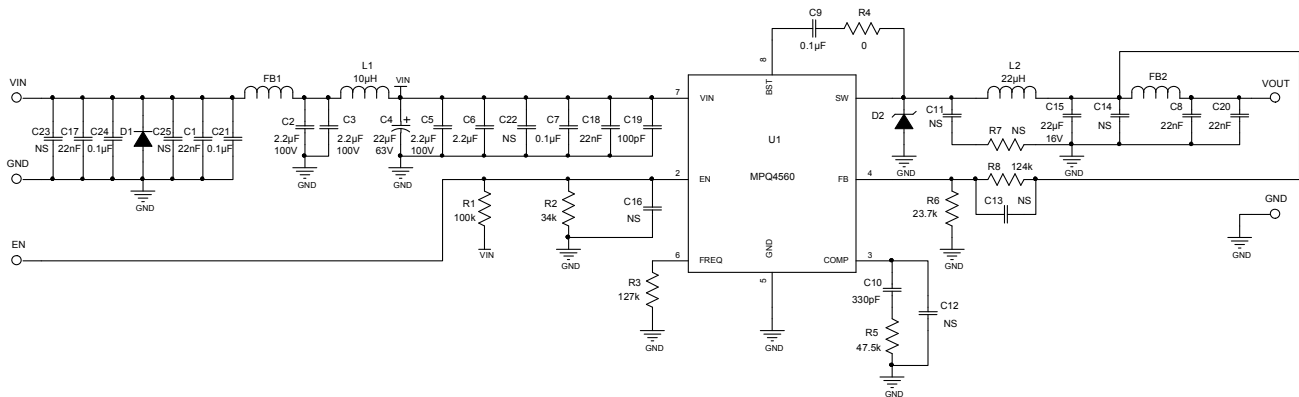 C9
0.1µF
R4
0
VIN
FB1
L1
10µH
VIN
8
BST
7
VIN
SW
1
L2
22µH
FB2
VOUT
C23
NS
C17
22nF
C24
0.1µF
D1
C25
NS
C1
22nF
C21
0.1µF
C2
2.2µF
100V
C3
2.2µF
100V
C4
22µF
63V
+
C5
2.2µF
100V
C6
2.2µF
C22
NS
C7
0.1µF
C18
22nF
C19
100pF
U1
MPQ4560
D2
C11
NS
R7
NS
C15
22µF
16V
C14
NS
C8
22nF
C20
22nF
GND
GND
GND
GND
GND
GND
2
EN
FB
4
R8
124k
C13
NS
R1
100k
VIN
R2
34k
GND
C16
NS
R6
23.7k
GND
GND
GND
EN
6
FREQ
GND
5
COMP
3
R3
127k
GND
GND
C10
330pF
R5
47.5k
C12
NS
GND